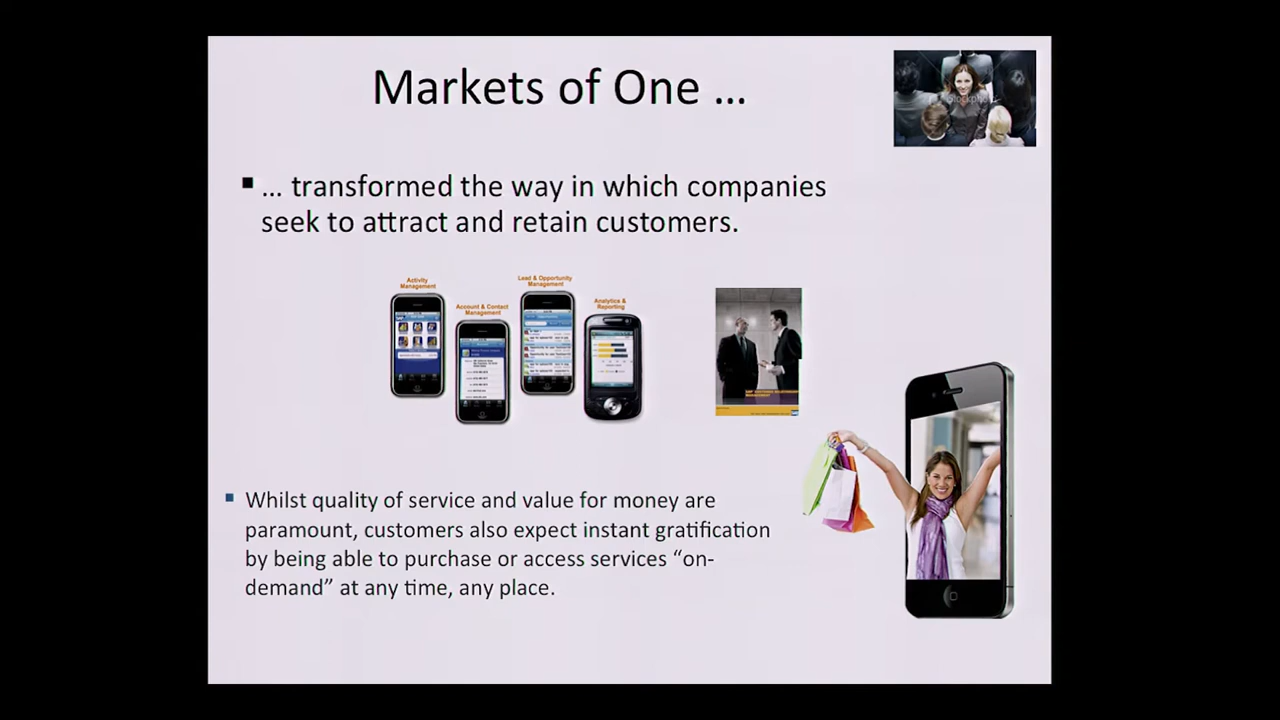 Markets of One ...
... transformed the way in which companies
seek to attract and retain customers.
Activity
Management
Account & Contact
Management
Lead & Opportunity
Management
Analytics &
Reporting
Whilst quality of service and value for money are
paramount, customers also expect instant gratification
by being able to purchase or access services “on-
demand” at any time, any place.